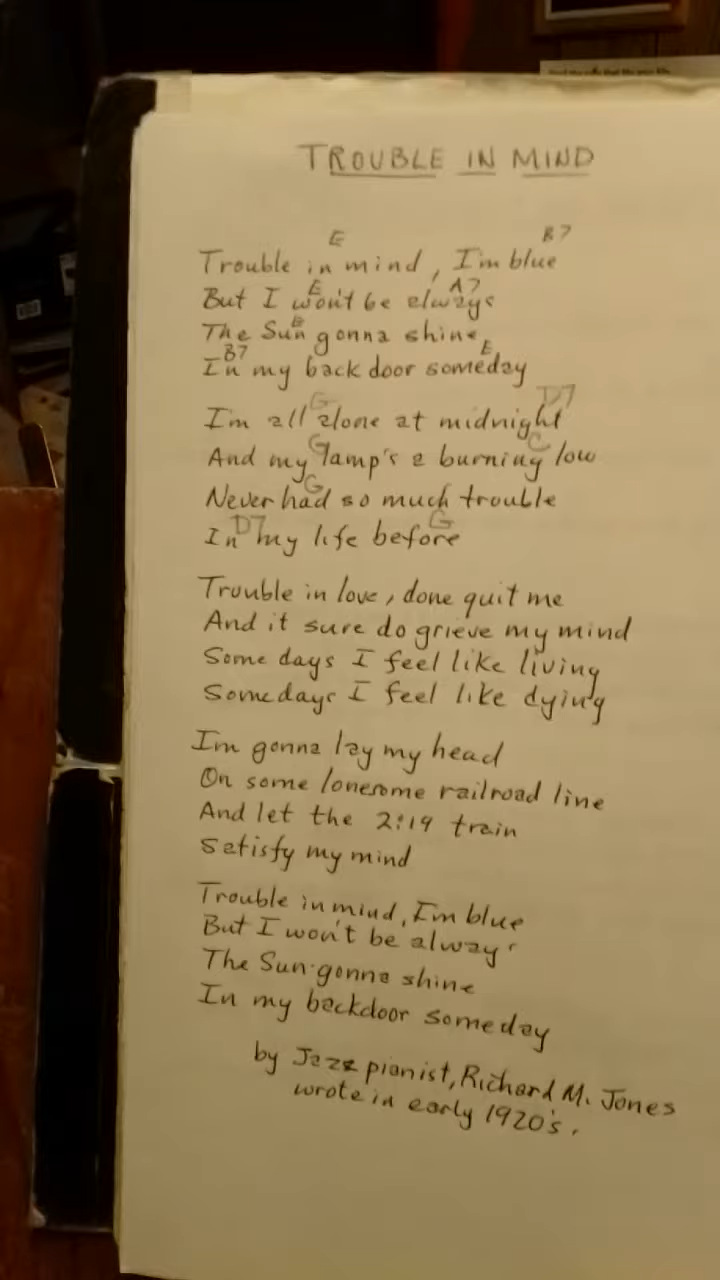 TROUBLE IN MIND
E B7
Trouble in mind, I'm blue
E A7
But I won't be always
E
The Sun gonna shine
B7 E
In my back door someday
G D7
I'm all alone at midnight
G C
And my lamp's a burning low
G
Never had so much trouble
D7 G
In my life before
Trouble in love, done quit me
And it sure do grieve my mind
Some days I feel like living
Somedays I feel like dying
Im gonna lay my head
On some lonesome railroad line
And let the 2:19 train
Satisfy my mind
Trouble in mind, I'm blue
But I won't be always
The Sun gonna shine
In my backdoor someday
by Jazz pianist, Richard M. Jones
wrote in early 1920's.